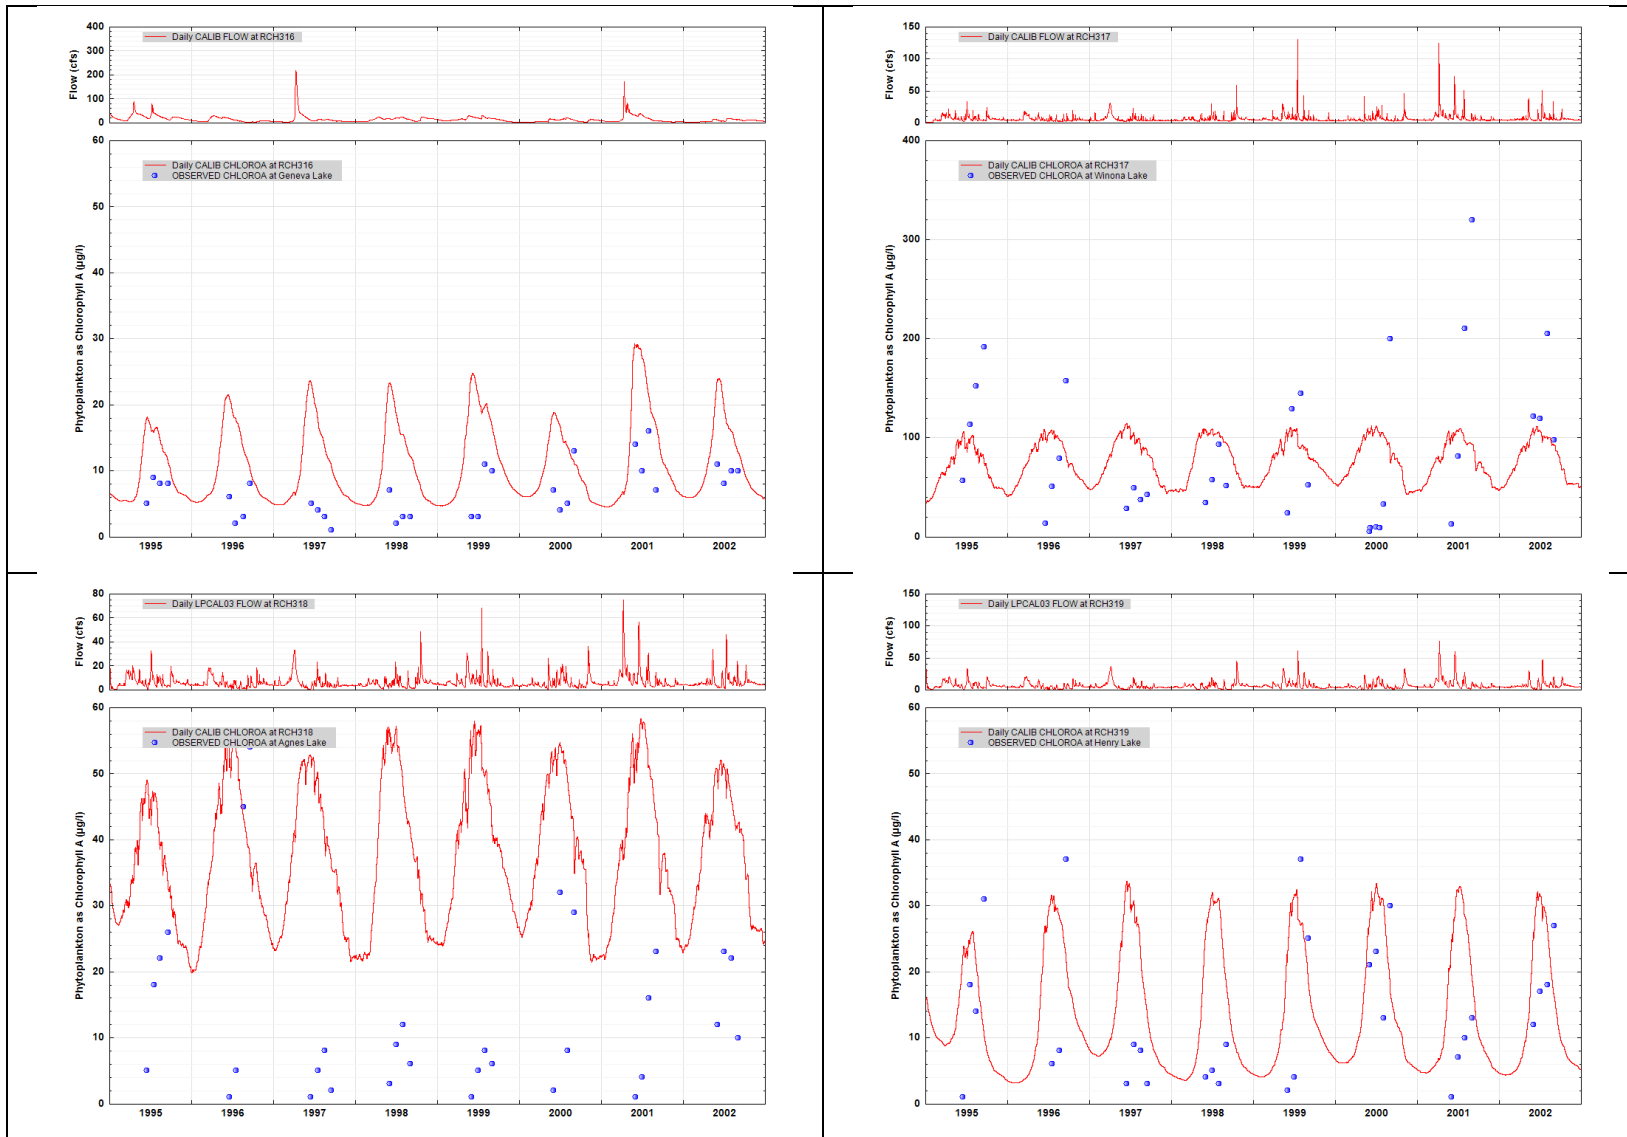 Flow (cfs)
400
300
200
100
0
Daily CALIB FLOW at RCH316
Phytoplankton as Chlorophyll A (µg/l)
60
50
40
30
20
10
0
Daily CALIB CHLOROA at RCH316
OBSERVED CHLOROA at Geneva Lake
1995 1996 1997 1998 1999 2000 2001 2002
Flow (cfs)
150
100
50
0
Daily CALIB FLOW at RCH317
Phytoplankton as Chlorophyll A (µg/l)
400
300
200
100
0
Daily CALIB CHLOROA at RCH317
OBSERVED CHLOROA at Winona Lake
1995 1996 1997 1998 1999 2000 2001 2002
Flow (cfs)
80
60
40
20
0
Daily LPCAL03 FLOW at RCH318
Phytoplankton as Chlorophyll A (µg/l)
60
50
40
30
20
10
0
Daily CALIB CHLOROA at RCH318
OBSERVED CHLOROA at Agnes Lake
1995 1996 1997 1998 1999 2000 2001 2002
Flow (cfs)
150
100
50
0
Daily LPCAL03 FLOW at RCH319
Phytoplankton as Chlorophyll A (µg/l)
60
50
40
30
20
10
0
Daily CALIB CHLOROA at RCH319
OBSERVED CHLOROA at Henry Lake
1995 1996 1997 1998 1999 2000 2001 2002